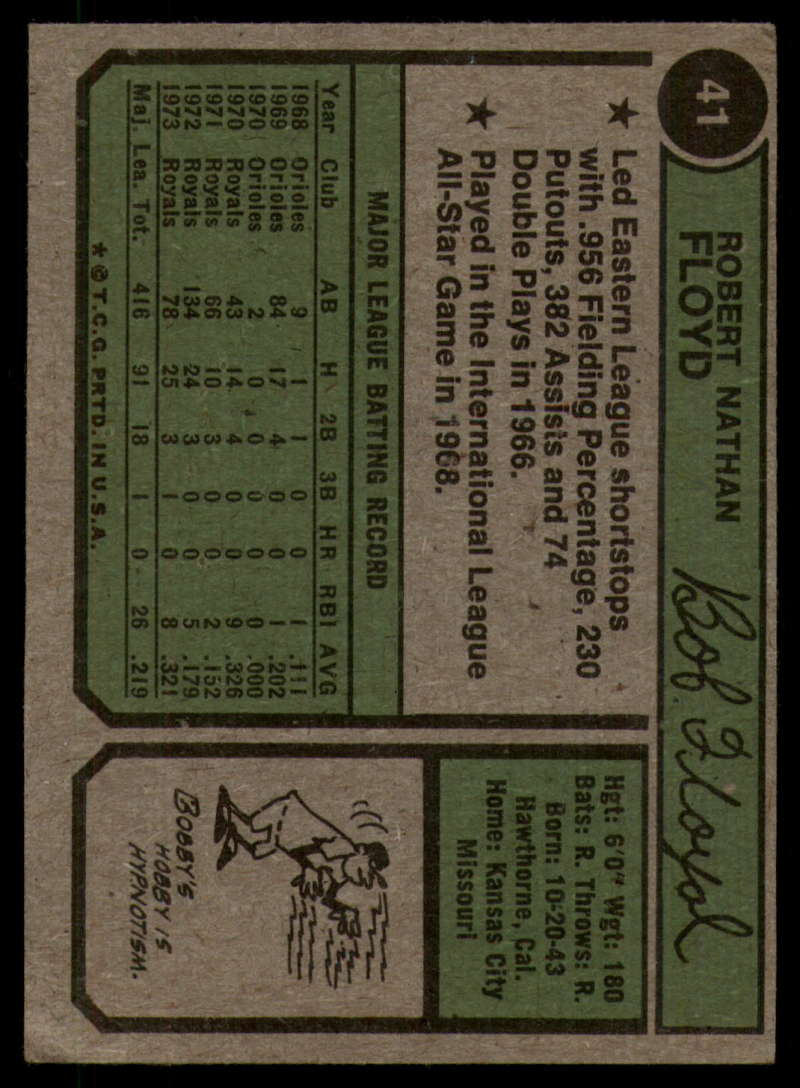 41
ROBERT NATHAN
FLOYD
Bob Floyd
★ Led Eastern League shortstops
with .956 Fielding Percentage, 230
Putouts, 382 Assists and 74
Double Plays in 1966.
★ Played in the International League
All-Star Game in 1968.
MAJOR LEAGUE BATTING RECORD
Year Club AB H 2B 3B HR RBI AVG
1968 Orioles 9 1 1 0 0 1 .111
1969 Orioles 84 17 4 0 0 1 .202
1970 Orioles 2 0 0 0 0 0 .000
1970 Royals 43 14 4 0 0 9 .326
1971 Royals 66 10 3 0 0 2 .152
1972 Royals 134 24 3 0 0 5 .179
1973 Royals 78 25 3 1 0 8 .321
Maj. Lea. Tot. 416 91 18 1 0 26 .219
* © T.C.G. PRTD. IN U.S.A.
Hgt: 6'0" Wgt: 180
Bats: R. Throws: R.
Born: 10-20-43
Hawthorne, Cal.
Home: Kansas City
Missouri
BOBBY'S
HOBBY IS
HYPNOTISM.